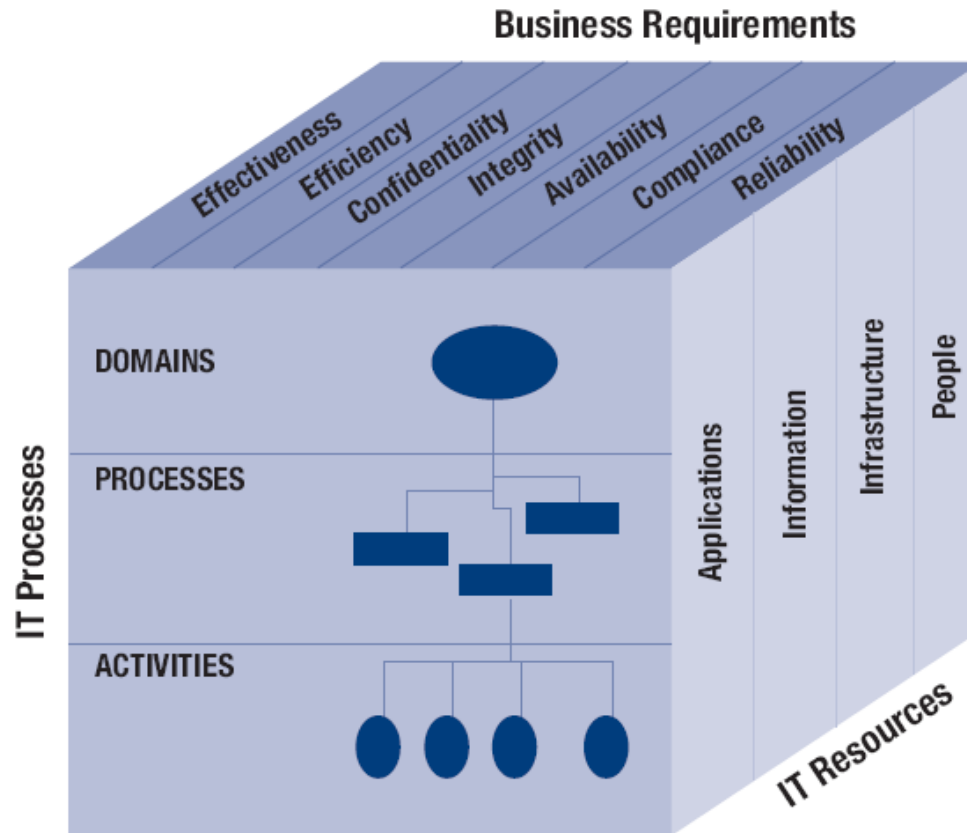 Business Requirements
Effectiveness
Efficiency
Confidentiality
Integrity
Availability
Compliance
Reliability
DOMAINS
PROCESSES
ACTIVITIES
IT Processes
Applications
Information
Infrastructure
People
IT Resources